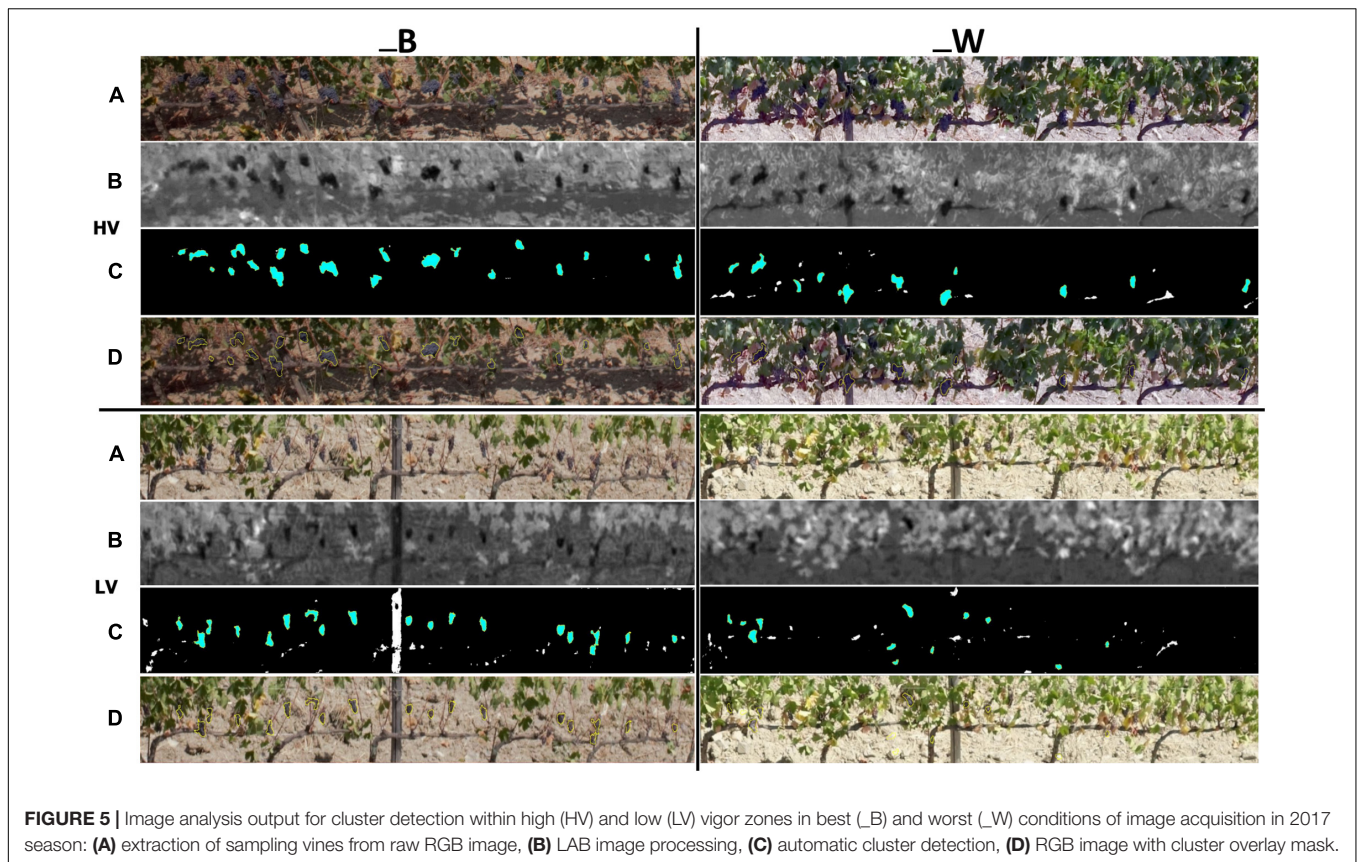 _B
_W
A
B
HV
C
D
A
B
LV
C
D
FIGURE 5 | Image analysis output for cluster detection within high (HV) and low (LV) vigor zones in best (_B) and worst (_W) conditions of image acquisition in 2017
season: (A) extraction of sampling vines from raw RGB image, (B) LAB image processing, (C) automatic cluster detection, (D) RGB image with cluster overlay mask.